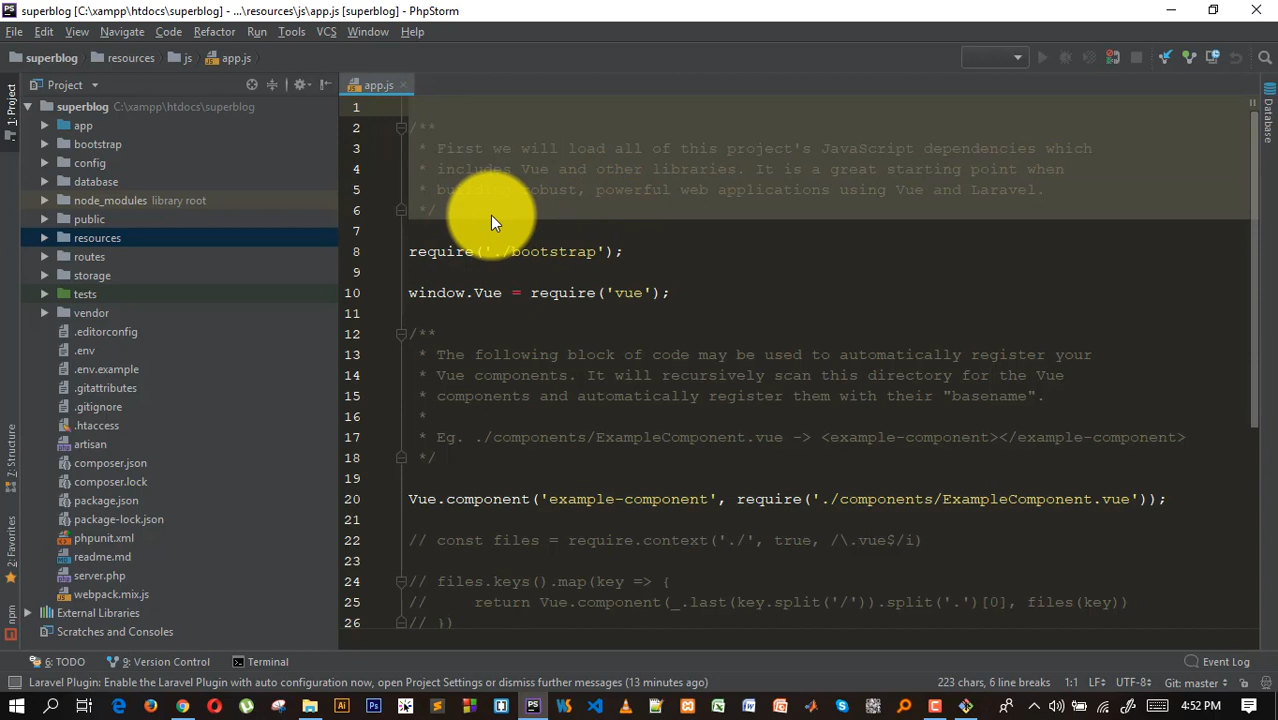 superblog [C:\xampp\htdocs\superblog] - ...\resources\js\app.js [superblog] - PhpStorm
File Edit View Navigate Code Refactor Run Tools VCS Window Help
superblog resources js app.js
Project
app.js
superblog C:\xampp\htdocs\superblog
app
bootstrap
config
database
node_modules library root
public
resources
routes
storage
tests
vendor
.editorconfig
.env
.env.example
.gitattributes
.gitignore
.htaccess
artisan
composer.json
composer.lock
package.json
package-lock.json
phpunit.xml
readme.md
server.php
webpack.mix.js
External Libraries
Scratches and Consoles
1
2 /**
3 * First we will load all of this project's JavaScript dependencies which
4 * includes Vue and other libraries. It is a great starting point when
5 * building robust, powerful web applications using Vue and Laravel.
6 */
7
8 require('./bootstrap');
9
10 window.Vue = require('vue');
11
12 /**
13 * The following block of code may be used to automatically register your
14 * Vue components. It will recursively scan this directory for the Vue
15 * components and automatically register them with their "basename".
16 *
17 * Eg. ./components/ExampleComponent.vue -> <example-component></example-component>
18 */
19
20 Vue.component('example-component', require('./components/ExampleComponent.vue'));
21
22 // const files = require.context('./', true, /\.vue$/i)
23
24 // files.keys().map(key => {
25 // return Vue.component(_.last(key.split('/')).split('.')[0], files(key))
26 // })
1: Project
7: Structure
2: Favorites
npm
Database
6: TODO 9: Version Control Terminal Event Log
Laravel Plugin: Enable the Laravel Plugin with auto configuration now, open Project Settings or dismiss further messages (13 minutes ago) 223 chars, 6 line breaks 1:1 LF÷ UTF-8÷ Git: master÷
4:52 PM